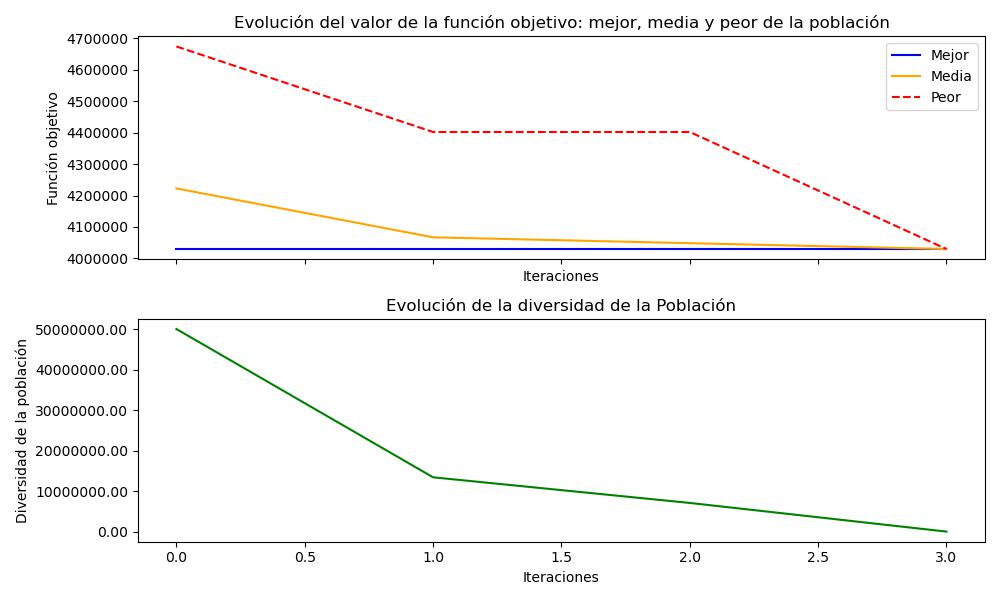 Evolución del valor de la función objetivo: mejor, media y peor de la población
4700000
4600000
4500000
4400000
4300000
4200000
4100000
4000000
Función objetivo
Mejor
Media
Peor
Iteraciones
Evolución de la diversidad de la Población
50000000.00
40000000.00
30000000.00
20000000.00
10000000.00
0.00
Diversidad de la población
0.0 0.5 1.0 1.5 2.0 2.5 3.0
Iteraciones